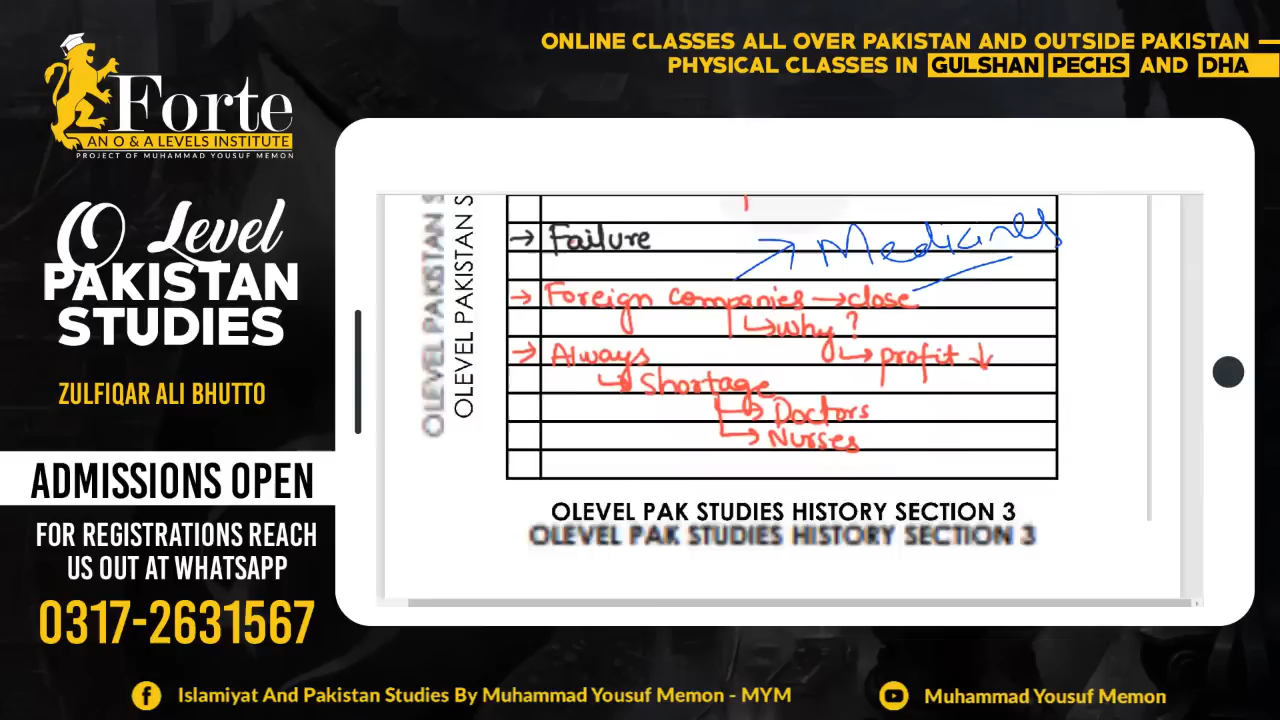 Forte
AN O & A LEVELS INSTITUTE
PROJECT OF MUHAMMAD YOUSUF MEMON
ONLINE CLASSES ALL OVER PAKISTAN AND OUTSIDE PAKISTAN
PHYSICAL CLASSES IN GULSHAN PECHS AND DHA
O Level
PAKISTAN
STUDIES
ZULFIQAR ALI BHUTTO
ADMISSIONS OPEN
FOR REGISTRATIONS REACH
US OUT AT WHATSAPP
0317-2631567
OLEVEL PAKISTAN S
OLEVEL PAKISTAN S
→ Failure
→ Medicines
→ Foreign companies → close
↳ why ?
→ Always
↳ profit ↓
↳ Shortage
→ Doctors
→ Nurses
OLEVEL PAK STUDIES HISTORY SECTION 3
OLEVEL PAK STUDIES HISTORY SECTION 3
Islamiyat And Pakistan Studies By Muhammad Yousuf Memon - MYM
Muhammad Yousuf Memon